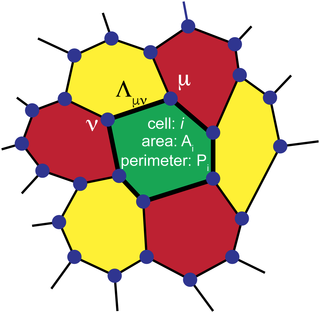 Λμν
μ
ν
cell: i
area: Ai
perimeter: Pi